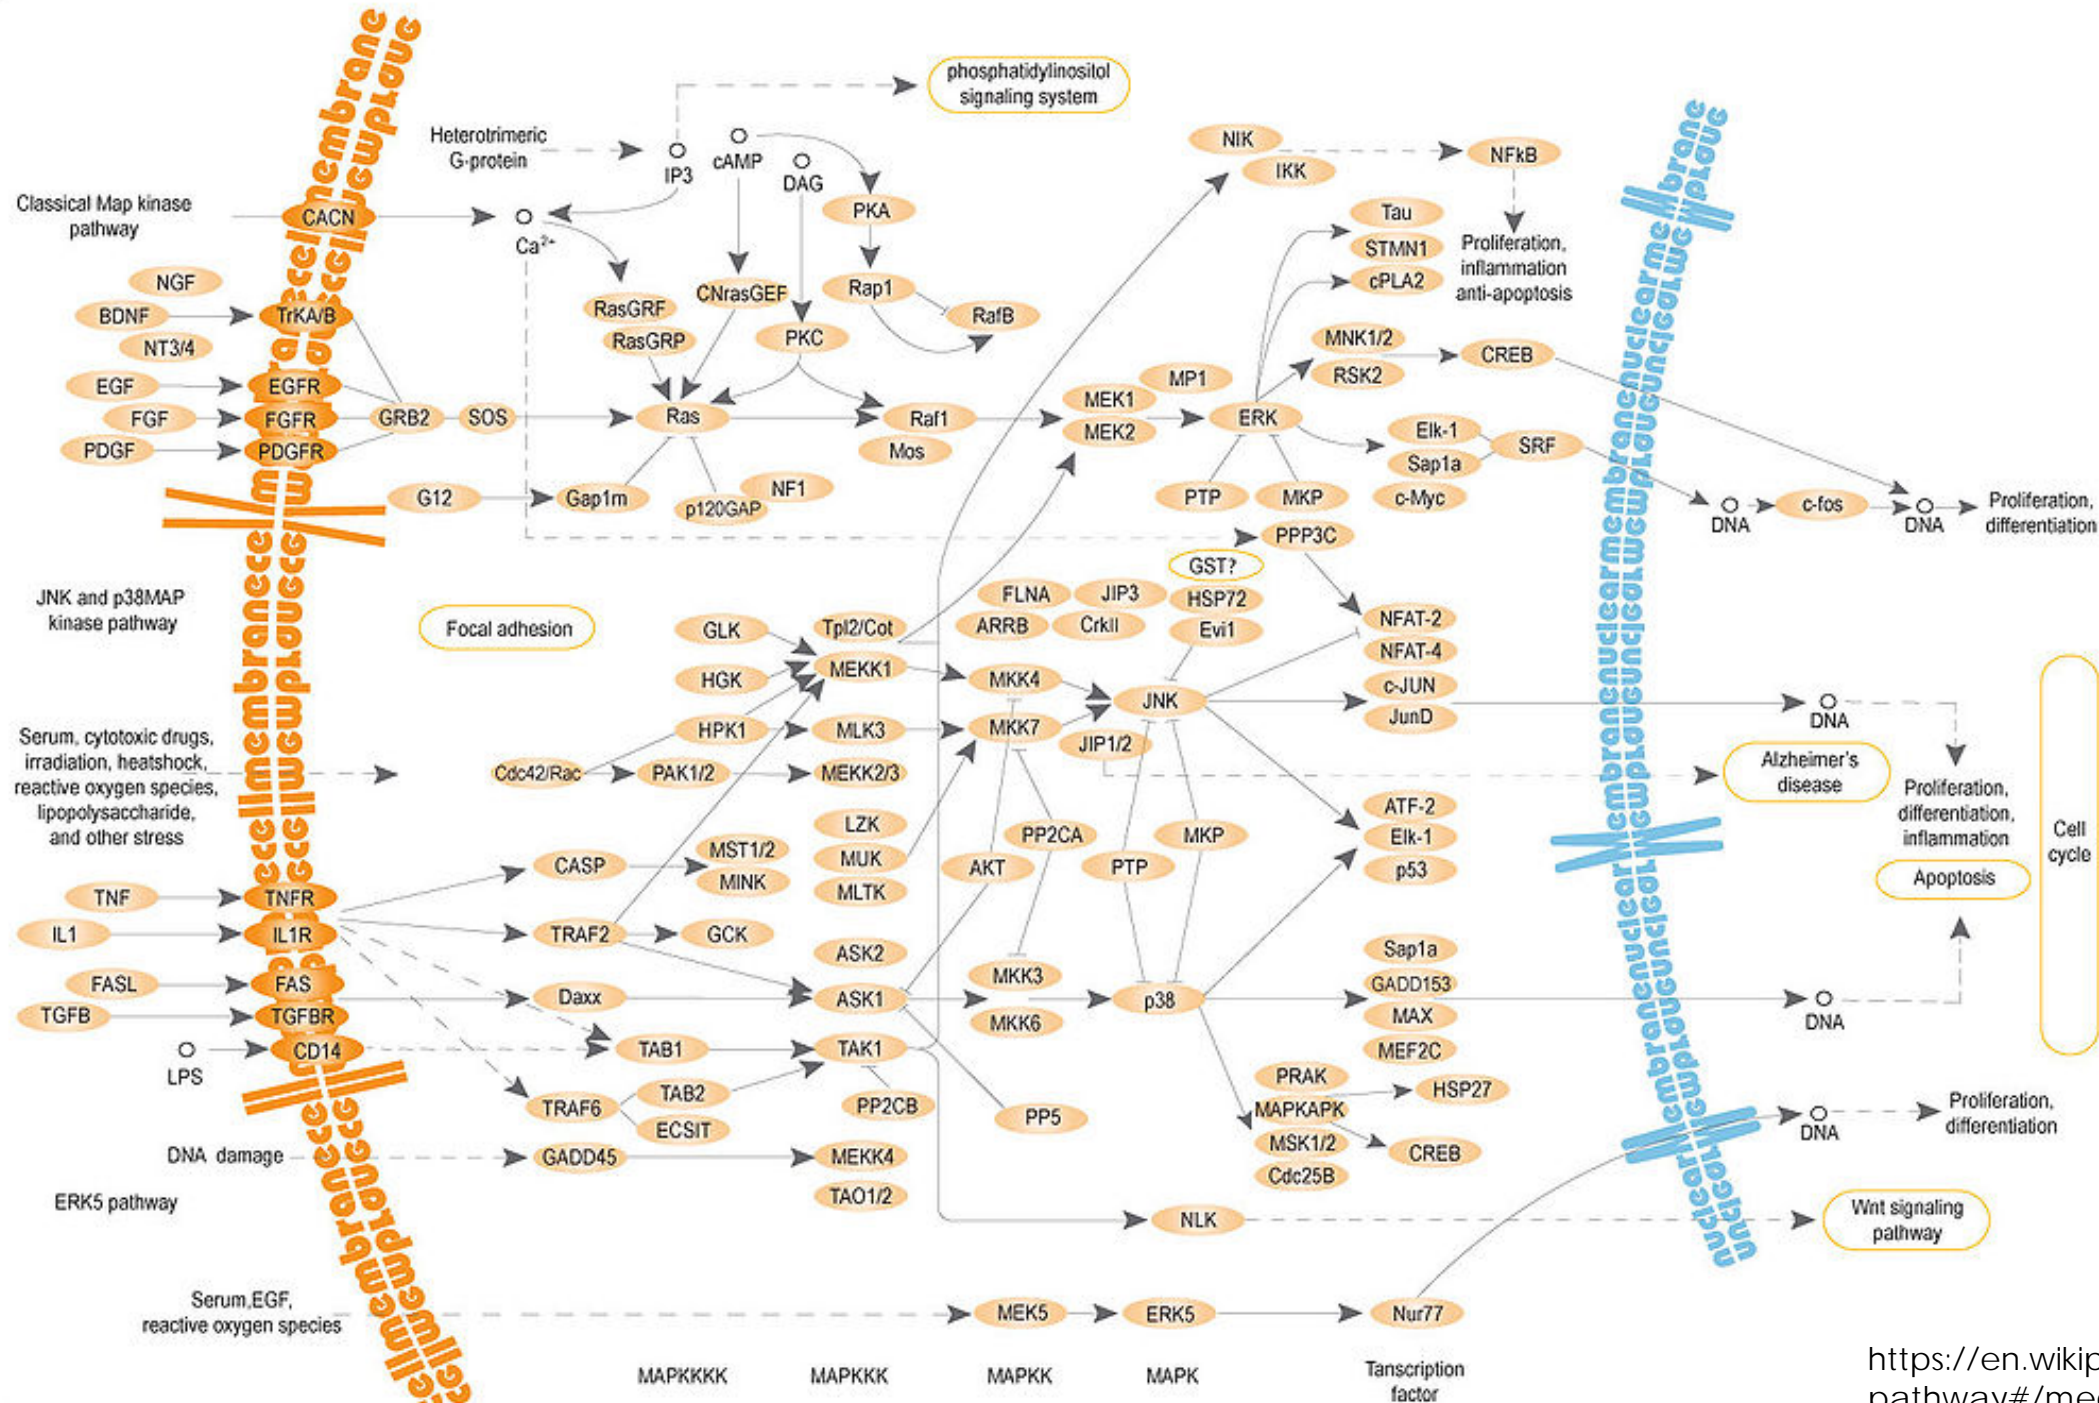 phosphatidylinositol
signaling system
Heterotrimeric
G-protein
IP3
cAMP
DAG
PKA
NIK
IKK
NFkB
Classical Map kinase
pathway
CACN
Ca²⁺
Tau
STMN1
cPLA2
Proliferation,
inflammation
anti-apoptosis
NGF
BDNF
NT3/4
TrKA/B
RasGRF
RasGRP
CNrasGEF
PKC
Rap1
RafB
MNK1/2
RSK2
CREB
EGF
EGFR
FGF
FGFR
PDGF
PDGFR
GRB2
SOS
Ras
Raf1
Mos
MEK1
MEK2
MP1
ERK
Elk-1
Sap1a
c-Myc
SRF
G12
Gap1m
p120GAP
NF1
PTP
MKP
PPP3C
DNA
c-fos
DNA
Proliferation,
differentiation
JNK and p38MAP
kinase pathway
Focal adhesion
GLK
HGK
HPK1
Tpl2/Cot
MEKK1
MLK3
MEKK2/3
FLNA
ARRB
JIP3
CrkII
GST?
HSP72
Evi1
MKK4
MKK7
JNK
JIP1/2
NFAT-2
NFAT-4
c-JUN
JunD
DNA
Serum, cytotoxic drugs,
irradiation, heatshock,
reactive oxygen species,
lipopolysaccharide,
and other stress
Cdc42/Rac
PAK1/2
Alzheimer's
disease
Proliferation,
differentiation,
inflammation
Apoptosis
Cell
cycle
LZK
MUK
MLTK
AKT
PP2CA
PTP
MKP
ATF-2
Elk-1
p53
TNF
TNFR
IL1
IL1R
FASL
FAS
TGFB
TGFBR
LPS
CD14
CASP
MST1/2
MINK
TRAF2
GCK
Daxx
ASK2
ASK1
MKK3
MKK6
p38
Sap1a
GADD153
MAX
MEF2C
DNA
TAB1
TAK1
TRAF6
TAB2
ECSIT
PP2CB
PP5
PRAK
MAPKAPK
MSK1/2
Cdc25B
HSP27
CREB
DNA
Proliferation,
differentiation
DNA damage
GADD45
MEKK4
TAO1/2
ERK5 pathway
NLK
Wnt signaling
pathway
Serum,EGF,
reactive oxygen species
MEK5
ERK5
Nur77
MAPKKKK
MAPKKK
MAPKK
MAPK
Tanscription
factor
https://en.wikip
pathway#/me